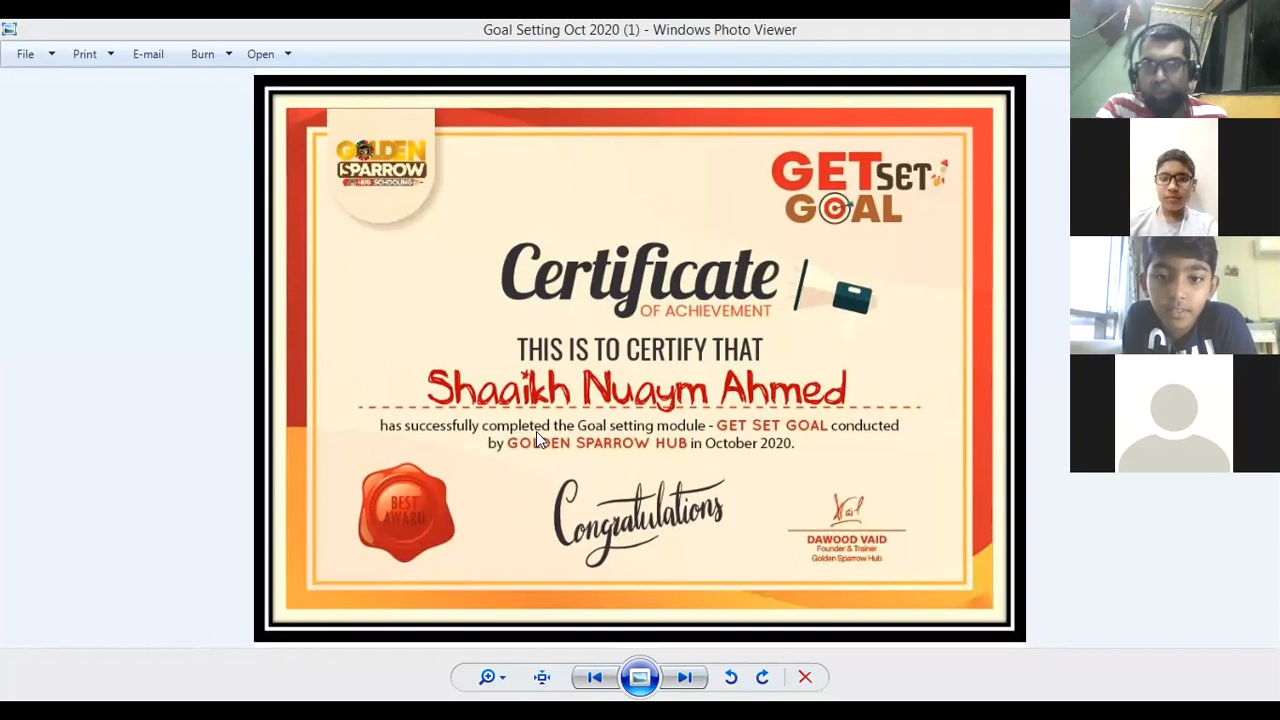 Goal Setting Oct 2020 (1) - Windows Photo Viewer
File Print E-mail Burn Open
GOLDEN
SPARROW
HUB SCHOOLING
GET SET
GOAL
Certificate
OF ACHIEVEMENT
THIS IS TO CERTIFY THAT
Shaaikh Nuaym Ahmed
has successfully completed the Goal setting module - GET SET GOAL conducted
by GOLDEN SPARROW HUB in October 2020.
BEST
AWARD
Congratulations
DAWOOD VAID
Founder & Trainer
Golden Sparrow Hub